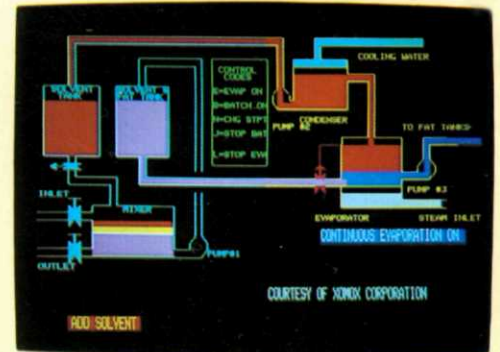 COOLING WATER
SOLVENT
TANK
SOLVENT &
FAT TANK
CONTROL
CODES
E=EVAP ON
B=BATCH ON
N=CHG STPT
J=STOP BAT
L=STOP EVA
CONDENSER
PUMP #2
TO FAT TANKS
PUMP #3
INLET
MIXER
EVAPORATOR
STEAM INLET
CONTINUOUS EVAPORATION ON
PUMP#1
OUTLET
COURTESY OF XOMOX CORPORATION
ADD SOLVENT